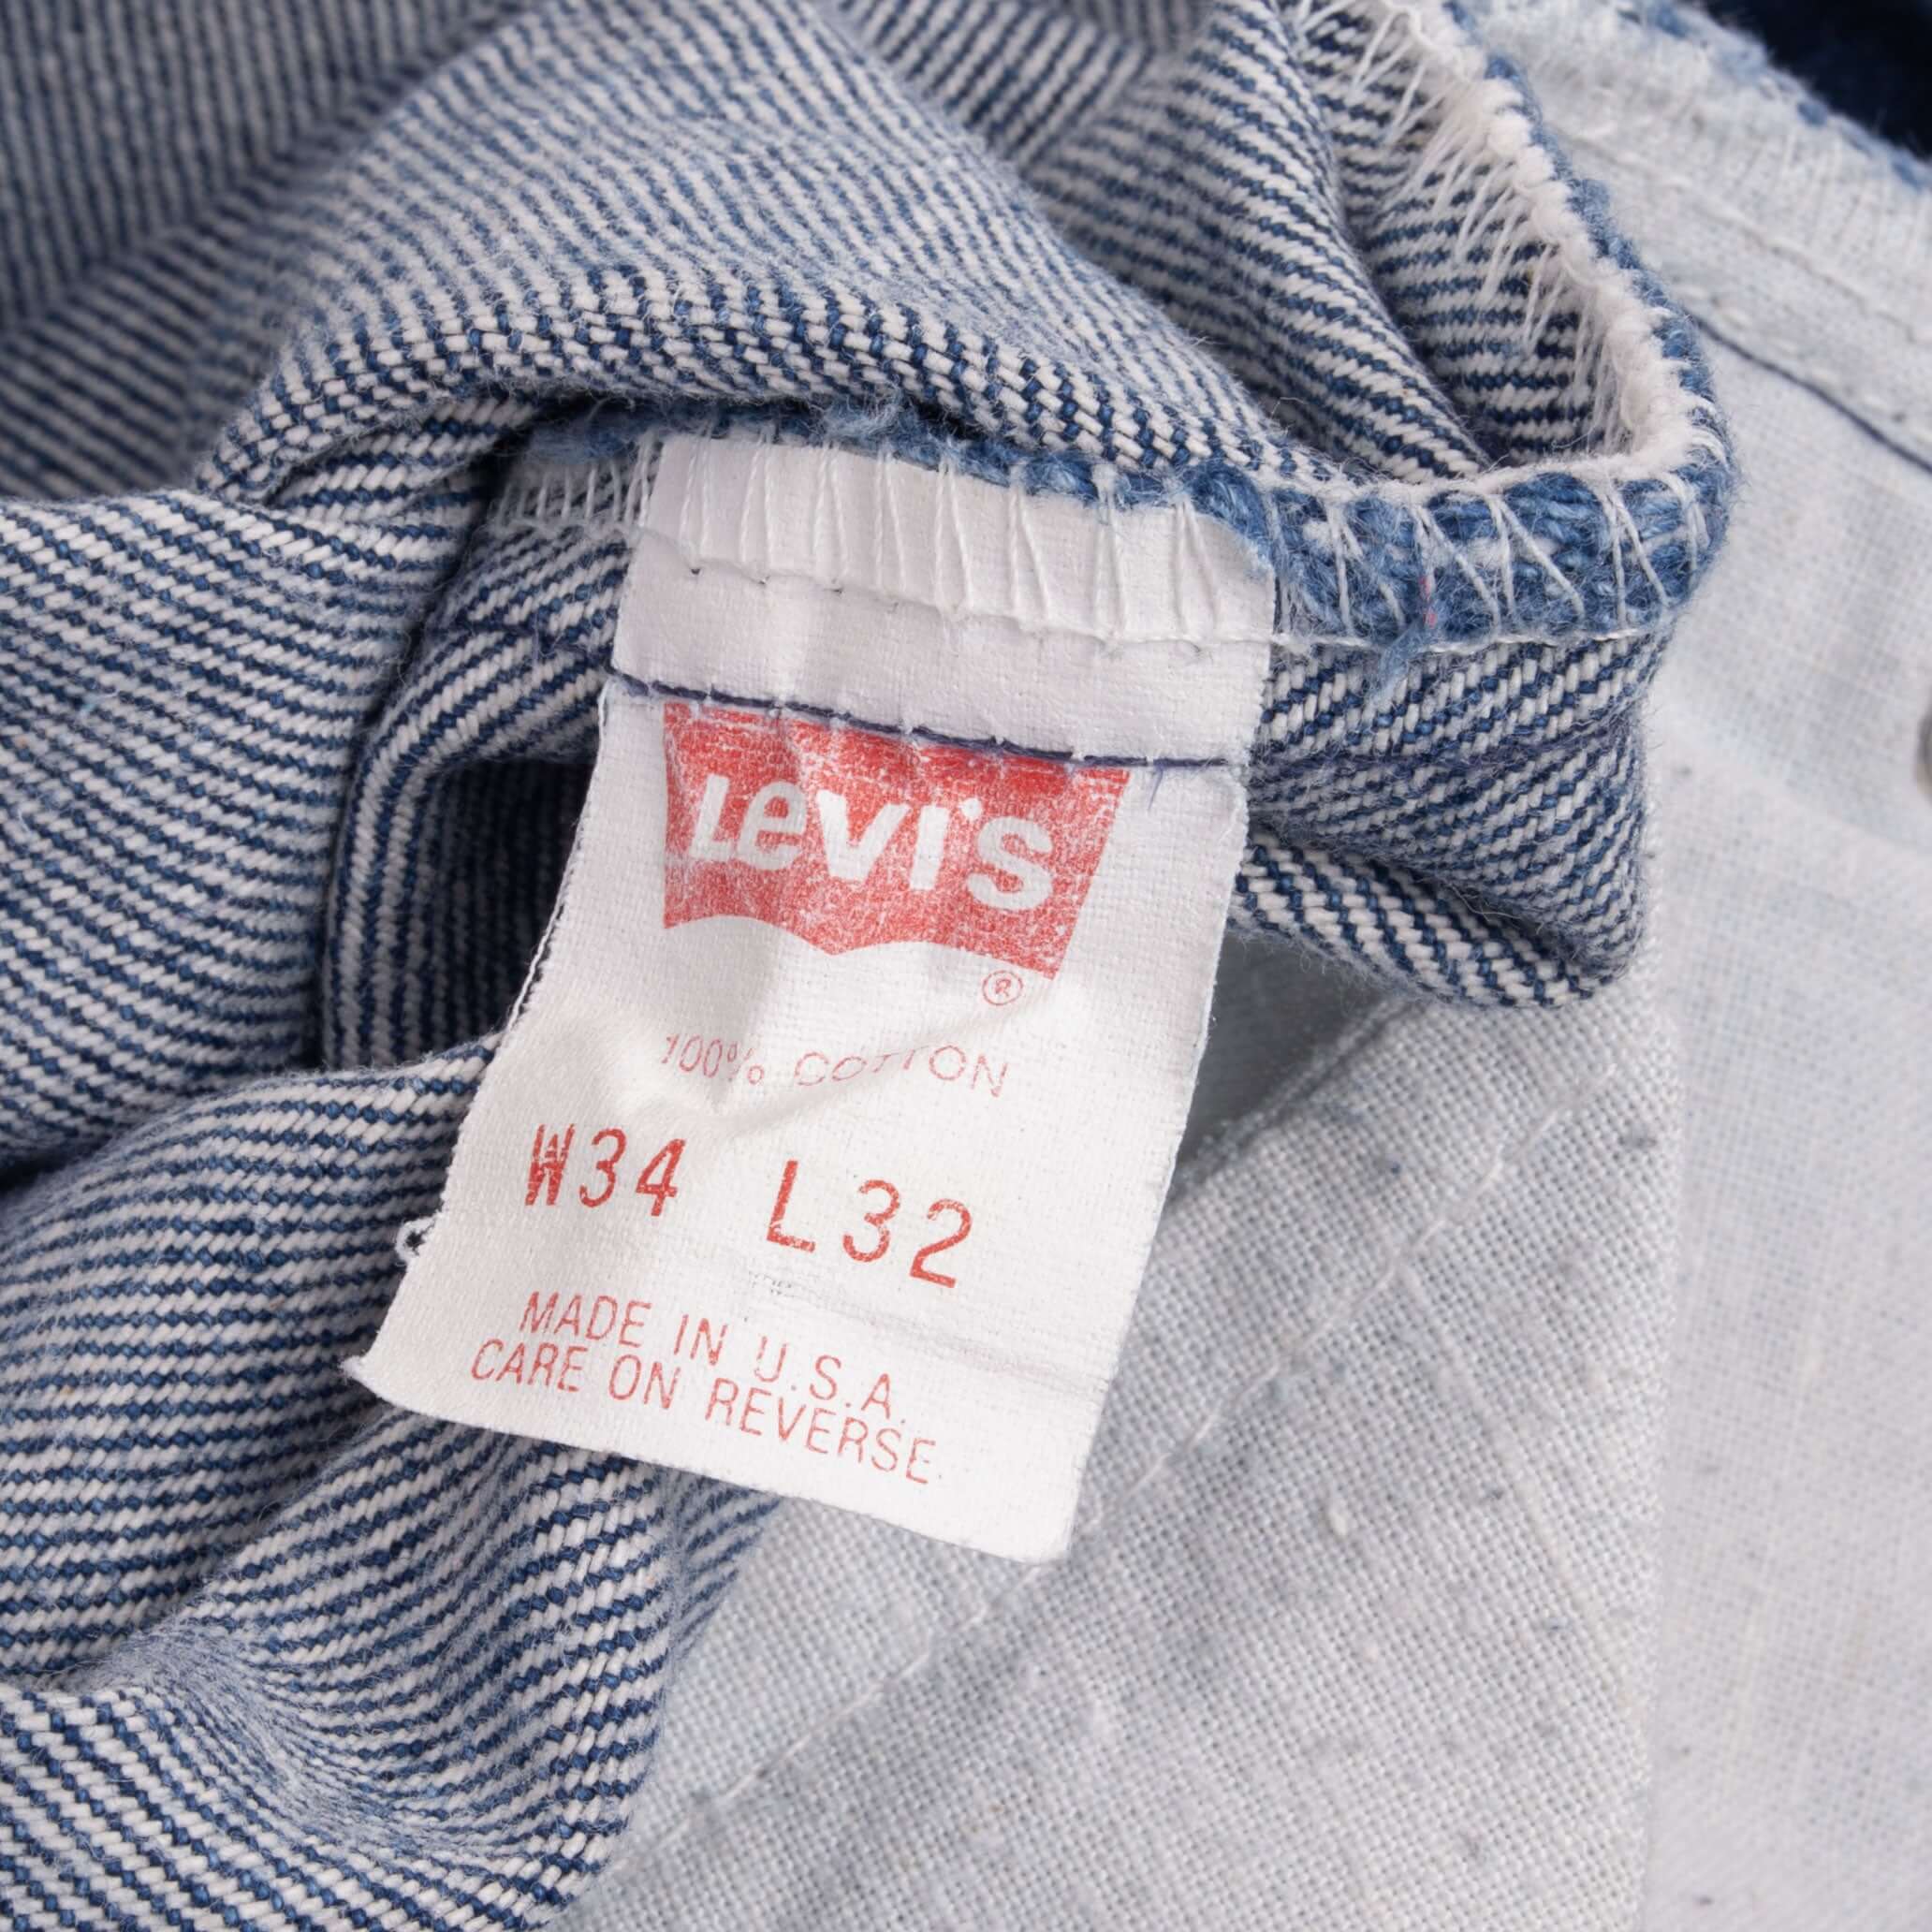 Levi's
®
100% COTTON
W34 L32
MADE IN U.S.A.
CARE ON REVERSE